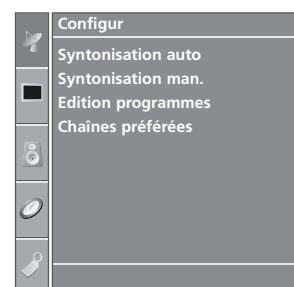 Configur
Syntonisation auto
Syntonisation man.
Edition programmes
Chaînes préférées